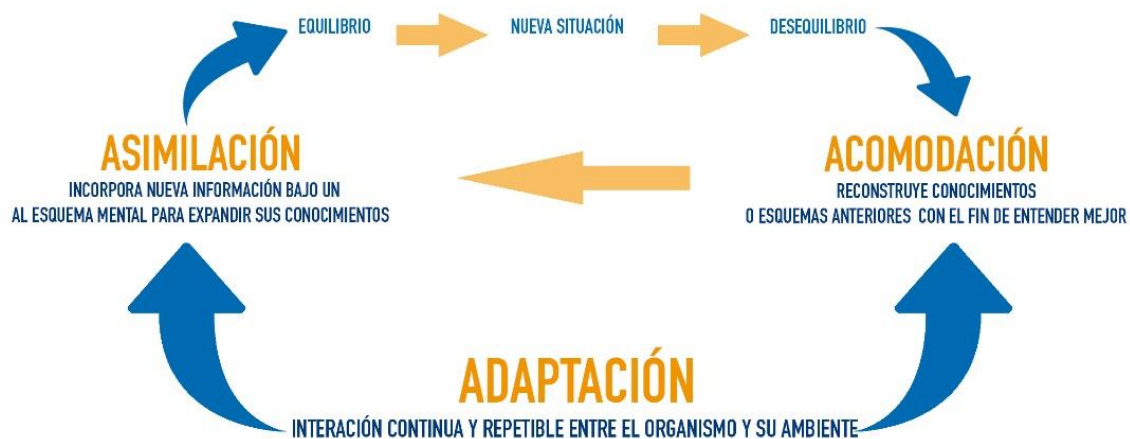 EQUILIBRIO
NUEVA SITUACIÓN
DESEQUILIBRIO
ASIMILACIÓN
INCORPORA NUEVA INFORMACIÓN BAJO UN
AL ESQUEMA MENTAL PARA EXPANDIR SUS CONOCIMIENTOS
ACOMODACIÓN
RECONSTRUYE CONOCIMIENTOS
O ESQUEMAS ANTERIORES CON EL FIN DE ENTENDER MEJOR
ADAPTACIÓN
INTERACIÓN CONTINUA Y REPETIBLE ENTRE EL ORGANISMO Y SU AMBIENTE